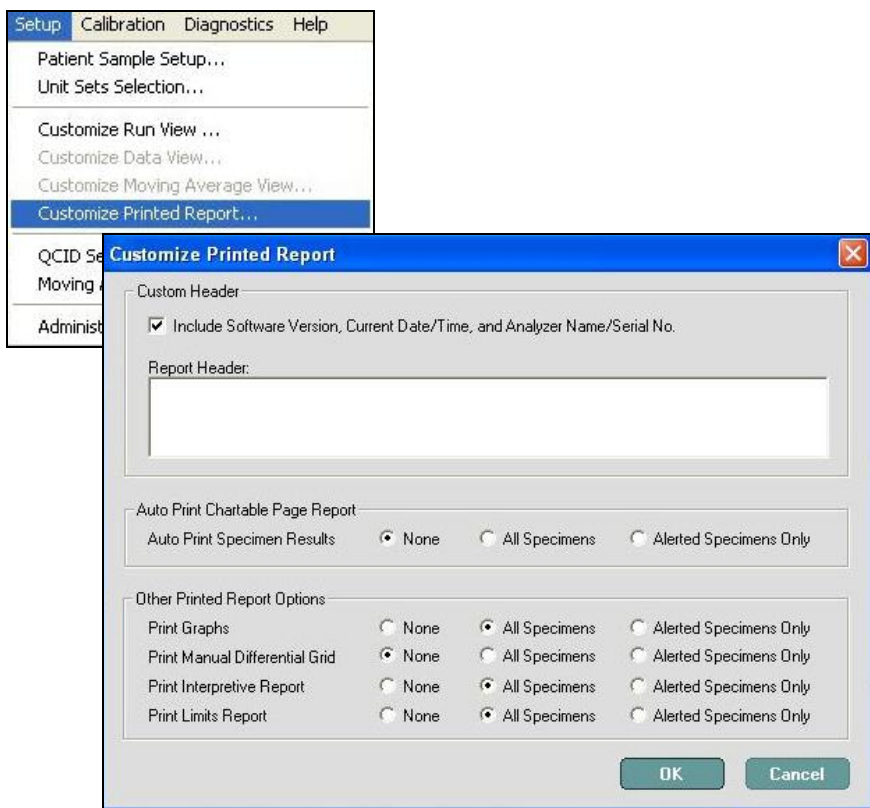 Setup Calibration Diagnostics Help
Patient Sample Setup...
Unit Sets Selection...
Customize Run View ...
Customize Data View...
Customize Moving Average View...
Customize Printed Report...
QCID Se
Moving
Administ
Customize Printed Report
Custom Header
Include Software Version, Current Date/Time, and Analyzer Name/Serial No.
Report Header:
Auto Print Chartable Page Report
Auto Print Specimen Results None All Specimens Alerted Specimens Only
Other Printed Report Options
Print Graphs None All Specimens Alerted Specimens Only
Print Manual Differential Grid None All Specimens Alerted Specimens Only
Print Interpretive Report None All Specimens Alerted Specimens Only
Print Limits Report None All Specimens Alerted Specimens Only
OK Cancel